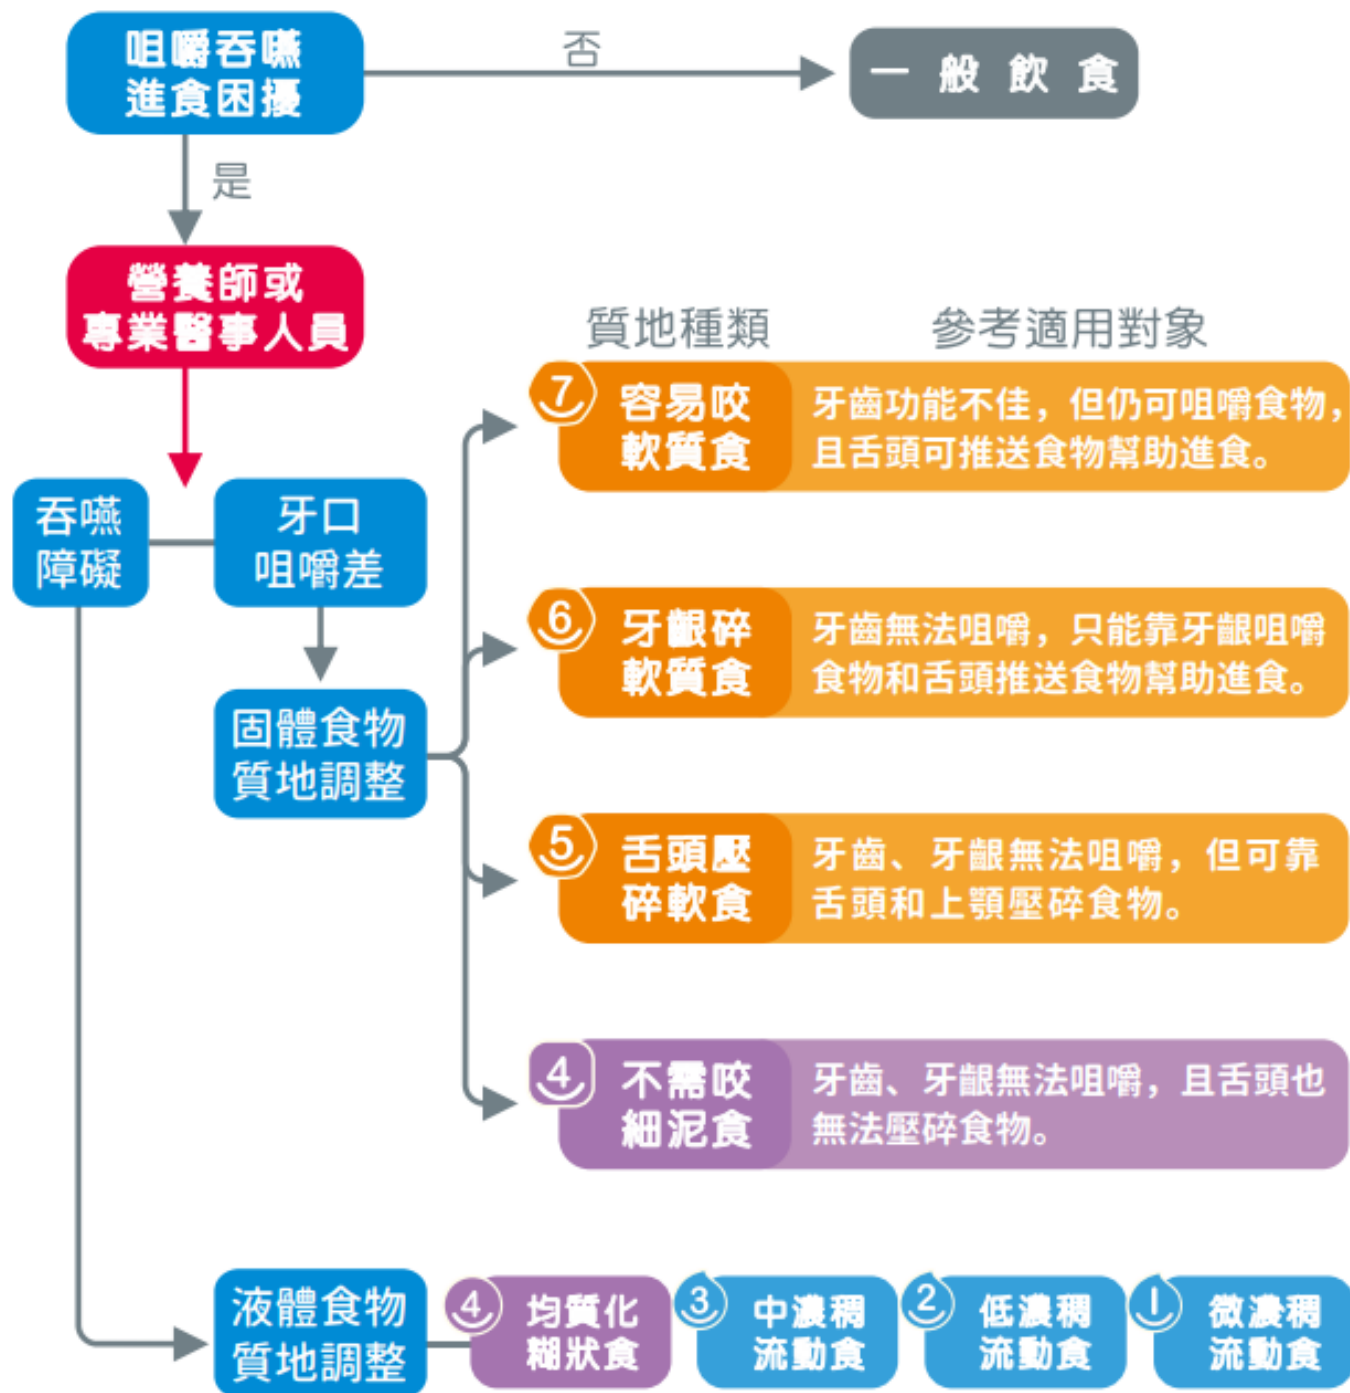 咀嚼吞嚥
進食困擾
否
一般飲食
是
營養師或
專業醫事人員
質地種類
參考適用對象
7
容易咬
軟質食
牙齒功能不佳，但仍可咀嚼食物，
且舌頭可推送食物幫助進食。
吞嚥
障礙
牙口
咀嚼差
6
牙齦碎
軟質食
牙齒無法咀嚼，只能靠牙齦咀嚼
食物和舌頭推送食物幫助進食。
固體食物
質地調整
5
舌頭壓
碎軟食
牙齒、牙齦無法咀嚼，但可靠
舌頭和上顎壓碎食物。
4
不需咬
細泥食
牙齒、牙齦無法咀嚼，且舌頭也
無法壓碎食物。
液體食物
質地調整
4
均質化
糊狀食
3
中濃稠
流動食
2
低濃稠
流動食
1
微濃稠
流動食